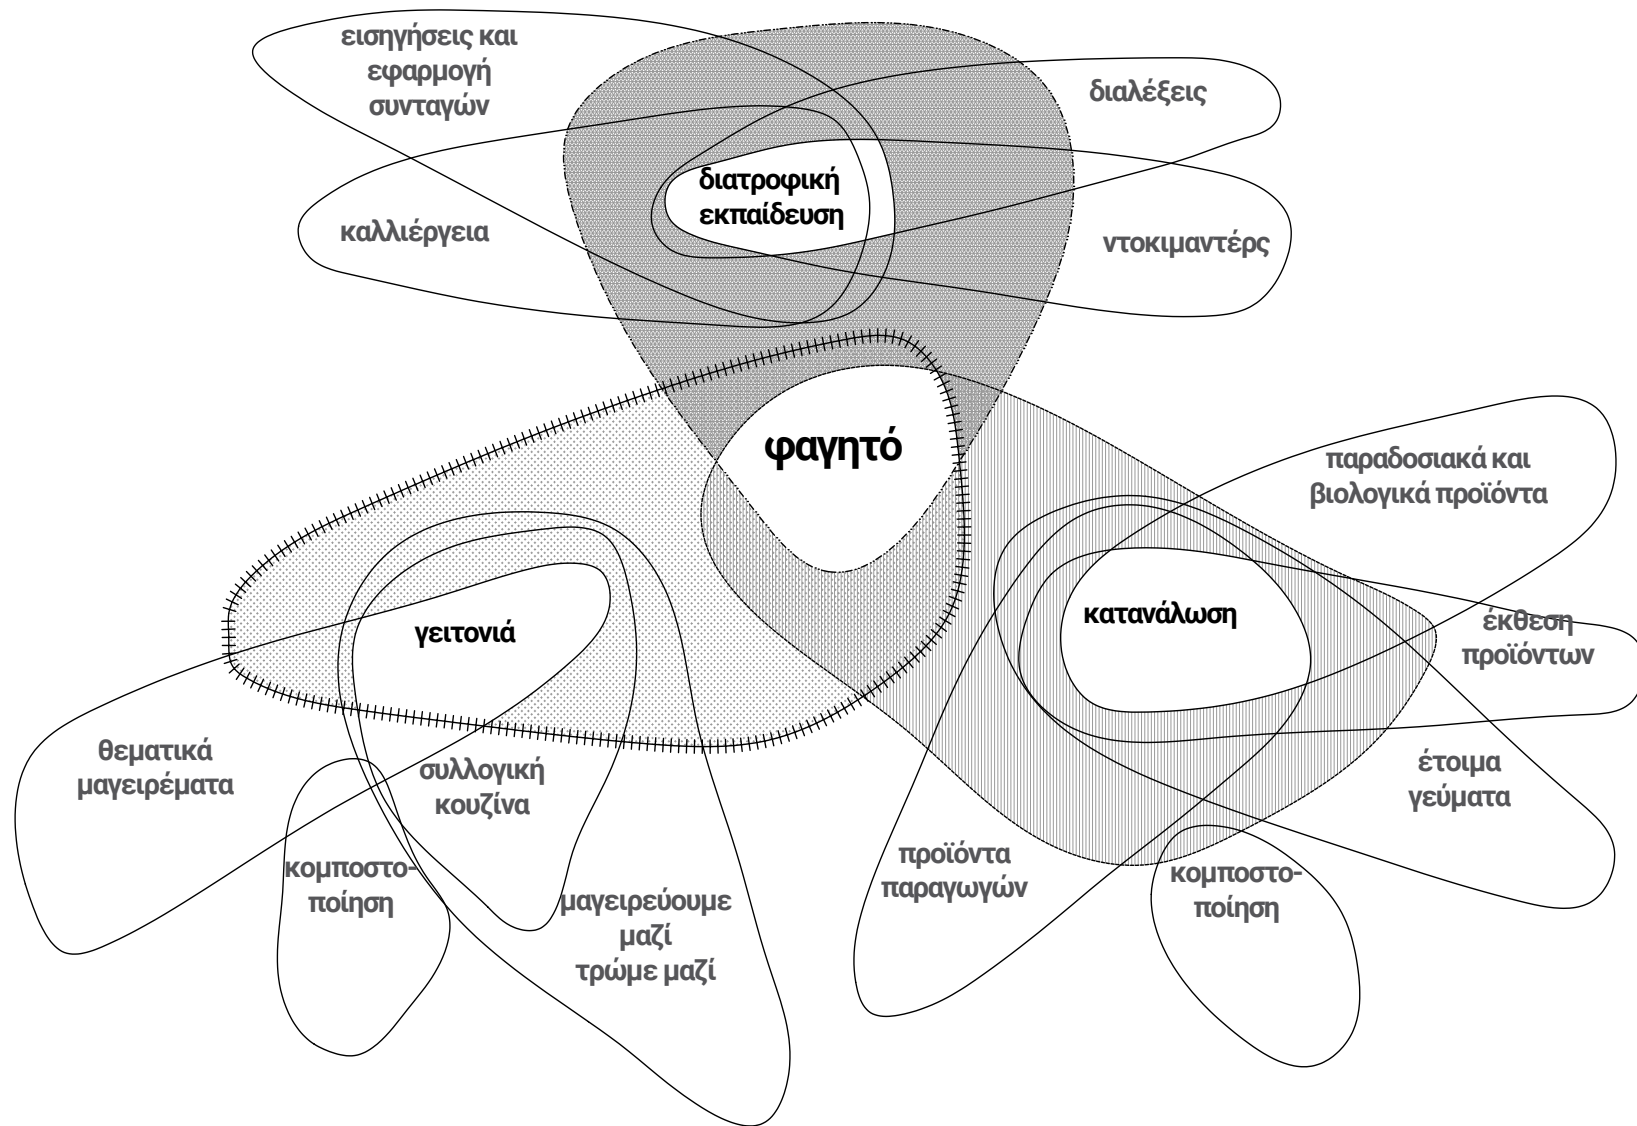 εισηγήσεις και
εφαρμογή
συνταγών
διαλέξεις
διατροφική
εκπαίδευση
καλλιέργεια
ντοκιμαντέρς
φαγητό
παραδοσιακά και
βιολογικά προϊόντα
κατανάλωση
έκθεση
προϊόντων
γειτονιά
θεματικά
μαγειρέματα
συλλογική
κουζίνα
έτοιμα
γεύματα
κομποστο-
ποίηση
μαγειρεύουμε
μαζί
τρώμε μαζί
προϊόντα
παραγωγών
κομποστο-
ποίηση